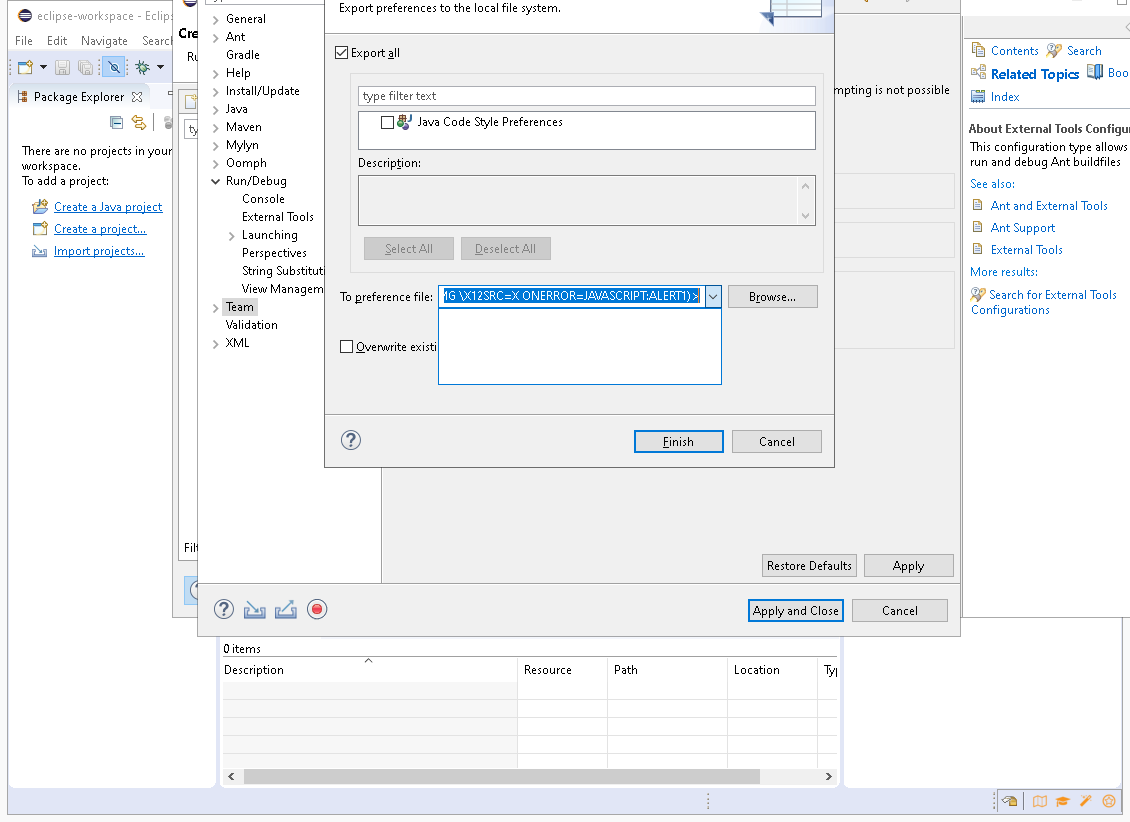 eclipse-workspace - Eclips
File Edit Navigate Search
Package Explorer
There are no projects in your
workspace.
To add a project:
Create a Java project
Create a project...
Import projects...
Cre
Ru
ty
Filt
General
Ant
Gradle
Help
Install/Update
Java
Maven
Mylyn
Oomph
Run/Debug
Console
External Tools
Launching
Perspectives
String Substituti
View Managem
Team
Validation
XML
Export preferences to the local file system.
Export all
type filter text
Java Code Style Preferences
Description:
Select All Deselect All
To preference file: MG \X12SRC=X ONERROR=JAVASCRIPT:ALERT1)> Browse...
Overwrite existi
Finish Cancel
mpting is not possible
Restore Defaults Apply
Apply and Close Cancel
Contents Search
Related Topics Boo
Index
About External Tools Configur
This configuration type allows
run and debug Ant buildfiles
See also:
Ant and External Tools
Ant Support
External Tools
More results:
Search for External Tools
Configurations
0 items
Description Resource Path Location Typ